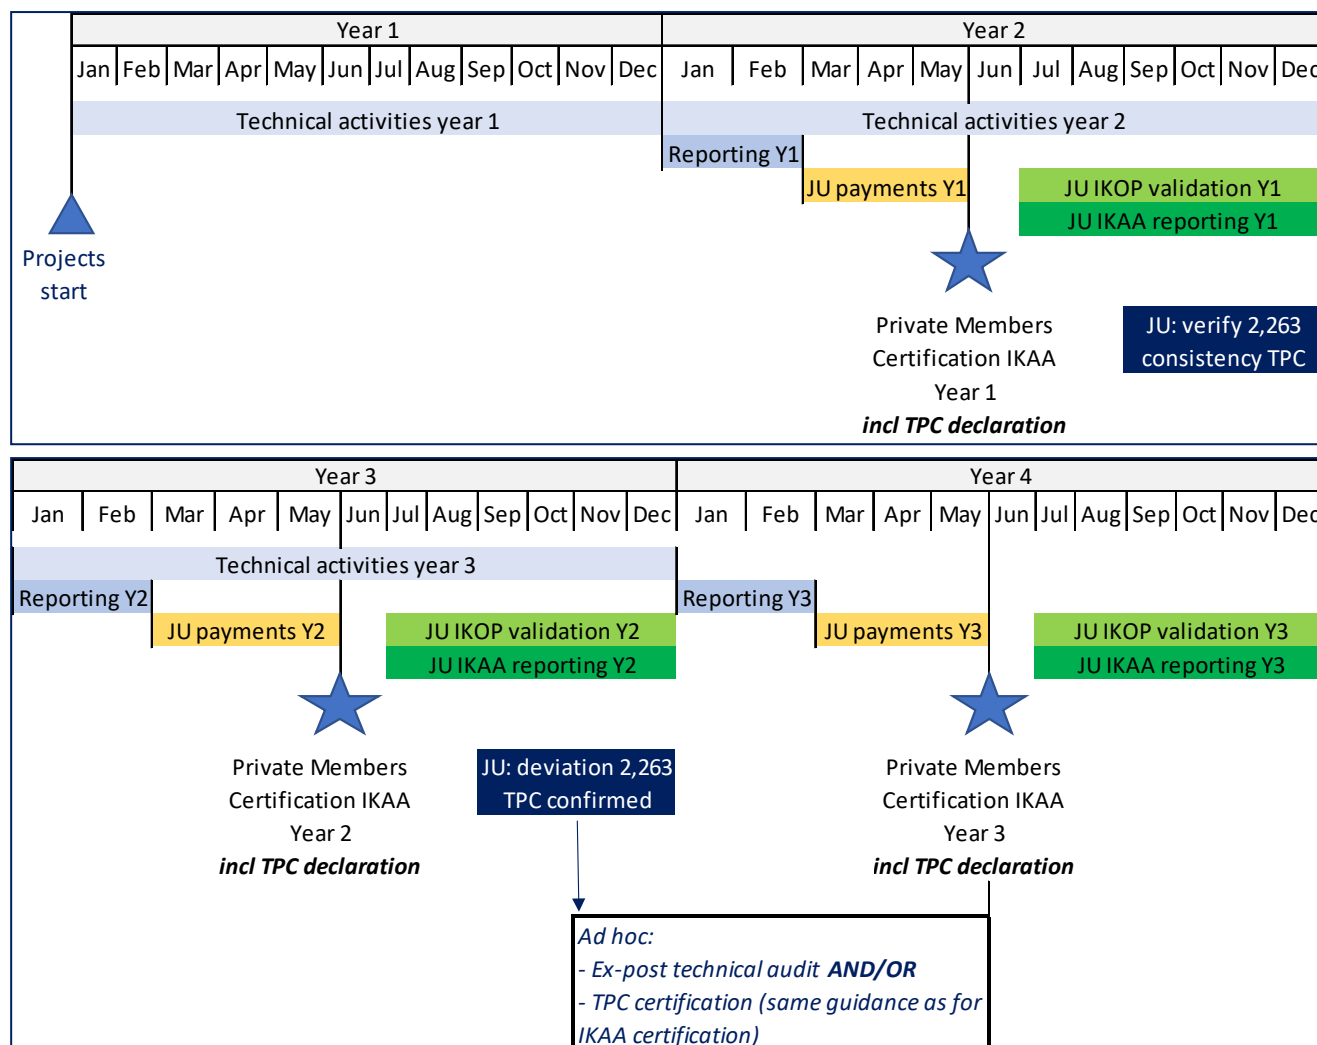 Year 1 Year 2
Jan Feb Mar Apr May Jun Jul Aug Sep Oct Nov Dec Jan Feb Mar Apr May Jun Jul Aug Sep Oct Nov Dec
Technical activities year 1 Technical activities year 2
Reporting Y1
JU payments Y1 JU IKOP validation Y1
JU IKAA reporting Y1
Projects
start
Private Members
Certification IKAA
Year 1
incl TPC declaration
JU: verify 2,263
consistency TPC
Year 3 Year 4
Jan Feb Mar Apr May Jun Jul Aug Sep Oct Nov Dec Jan Feb Mar Apr May Jun Jul Aug Sep Oct Nov Dec
Technical activities year 3
Reporting Y2 Reporting Y3
JU payments Y2 JU IKOP validation Y2 JU payments Y3 JU IKOP validation Y3
JU IKAA reporting Y2 JU IKAA reporting Y3
Private Members
Certification IKAA
Year 2
incl TPC declaration
JU: deviation 2,263
TPC confirmed
Private Members
Certification IKAA
Year 3
incl TPC declaration
Ad hoc:
- Ex-post technical audit AND/OR
- TPC certification (same guidance as for
IKAA certification)